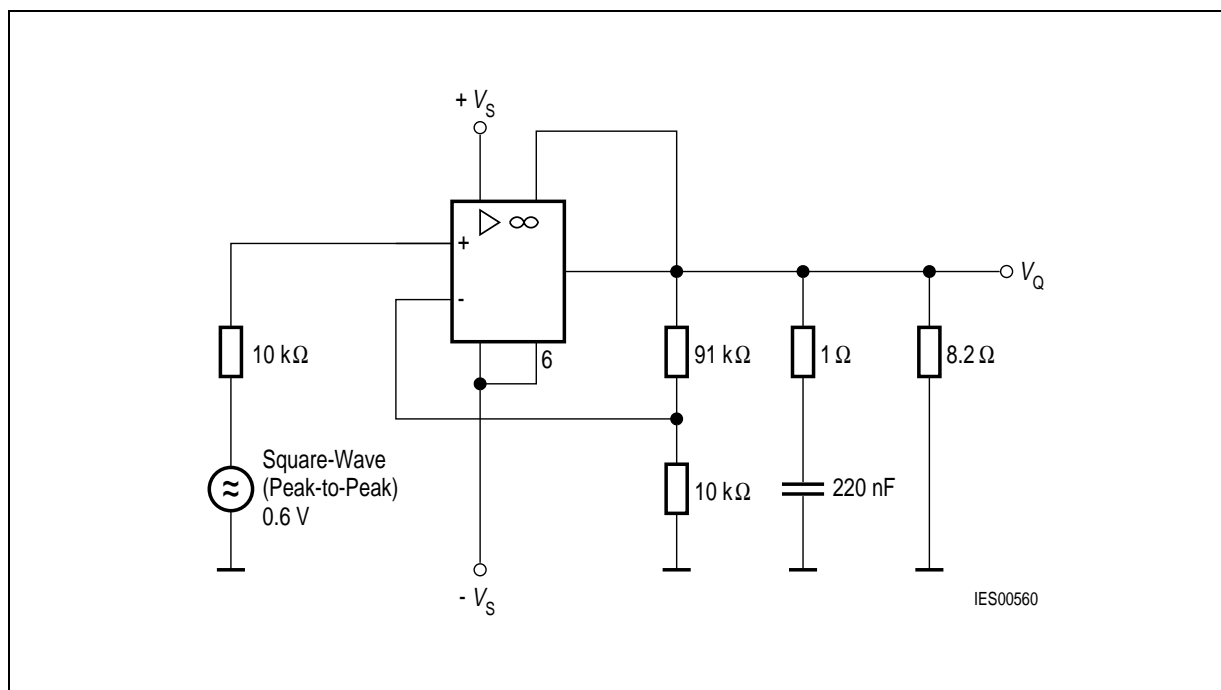 + V_S
▷ ∞
+
-
6
V_Q
10 kΩ
91 kΩ
1 Ω
8.2 Ω
Square-Wave
(Peak-to-Peak)
0.6 V
≈
10 kΩ
220 nF
- V_S
IES00560